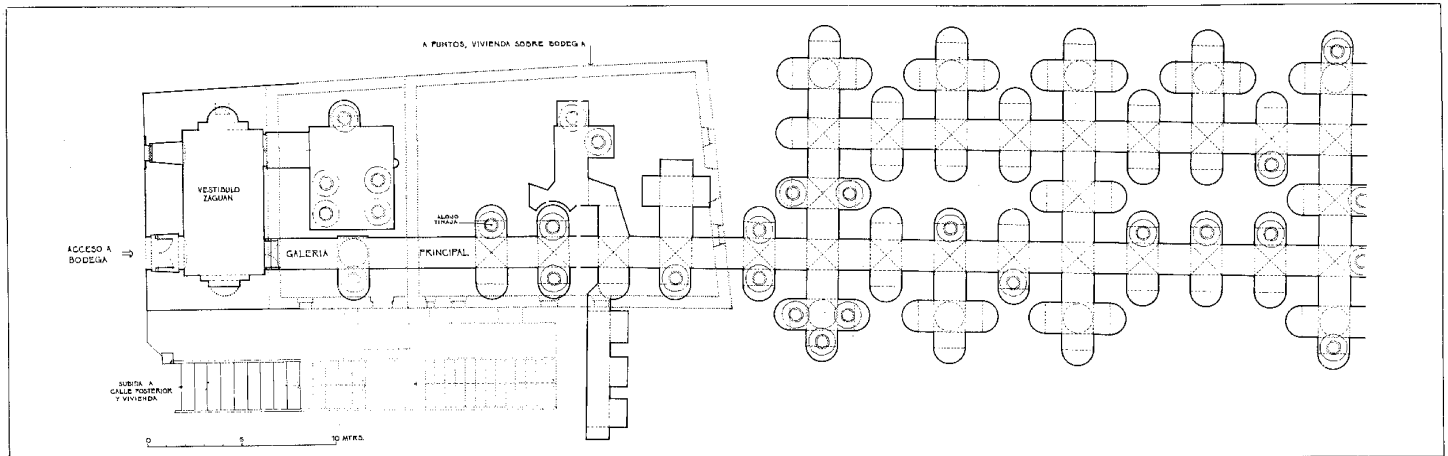 A PUNTOS, VIVIENDA SOBRE BODEGA
VESTIBULO
ZAGUAN
ALOJO
TINAJA
ACCESO A
BODEGA
GALERIA PRINCIPAL
SUBIDA A
CALLE POSTERIOR
Y VIVIENDA
0 5 10 MTRS.